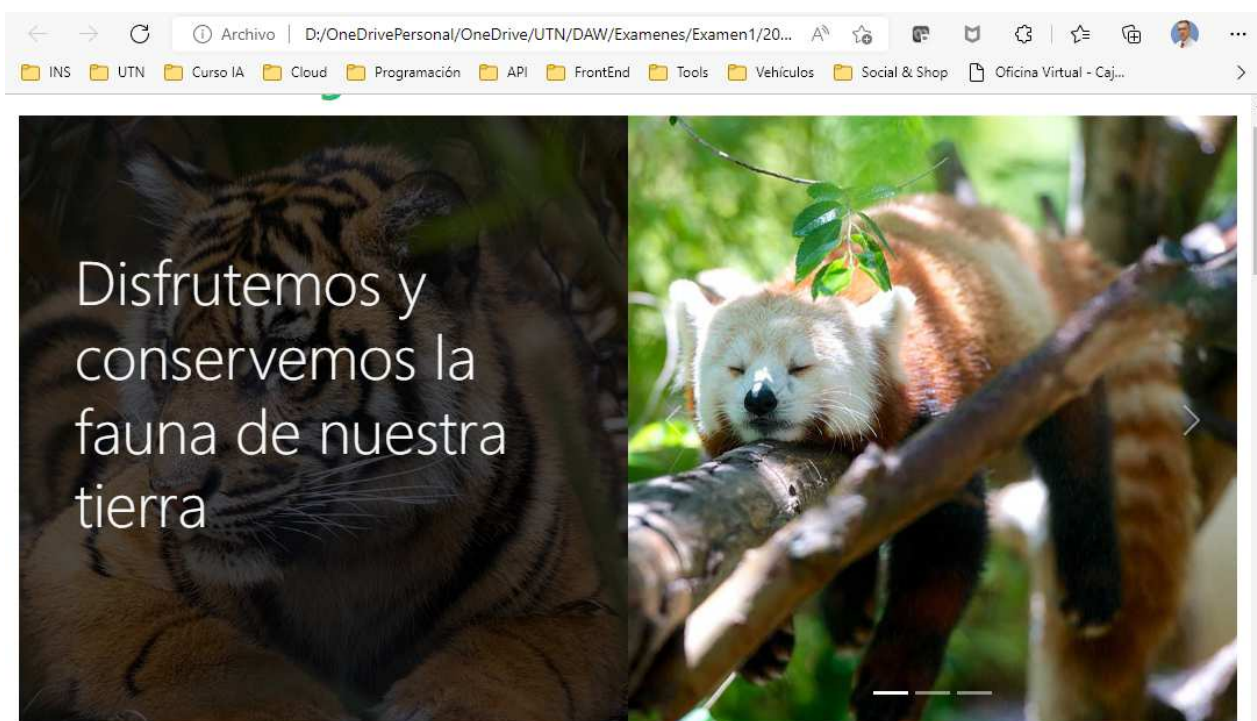 Archivo | D:/OneDrivePersonal/OneDrive/UTN/DAW/Examenes/Examen1/20...
INS UTN Curso IA Cloud Programación API FrontEnd Tools Vehículos Social & Shop Oficina Virtual - Caj...
Disfrutemos y
conservemos la
fauna de nuestra
tierra